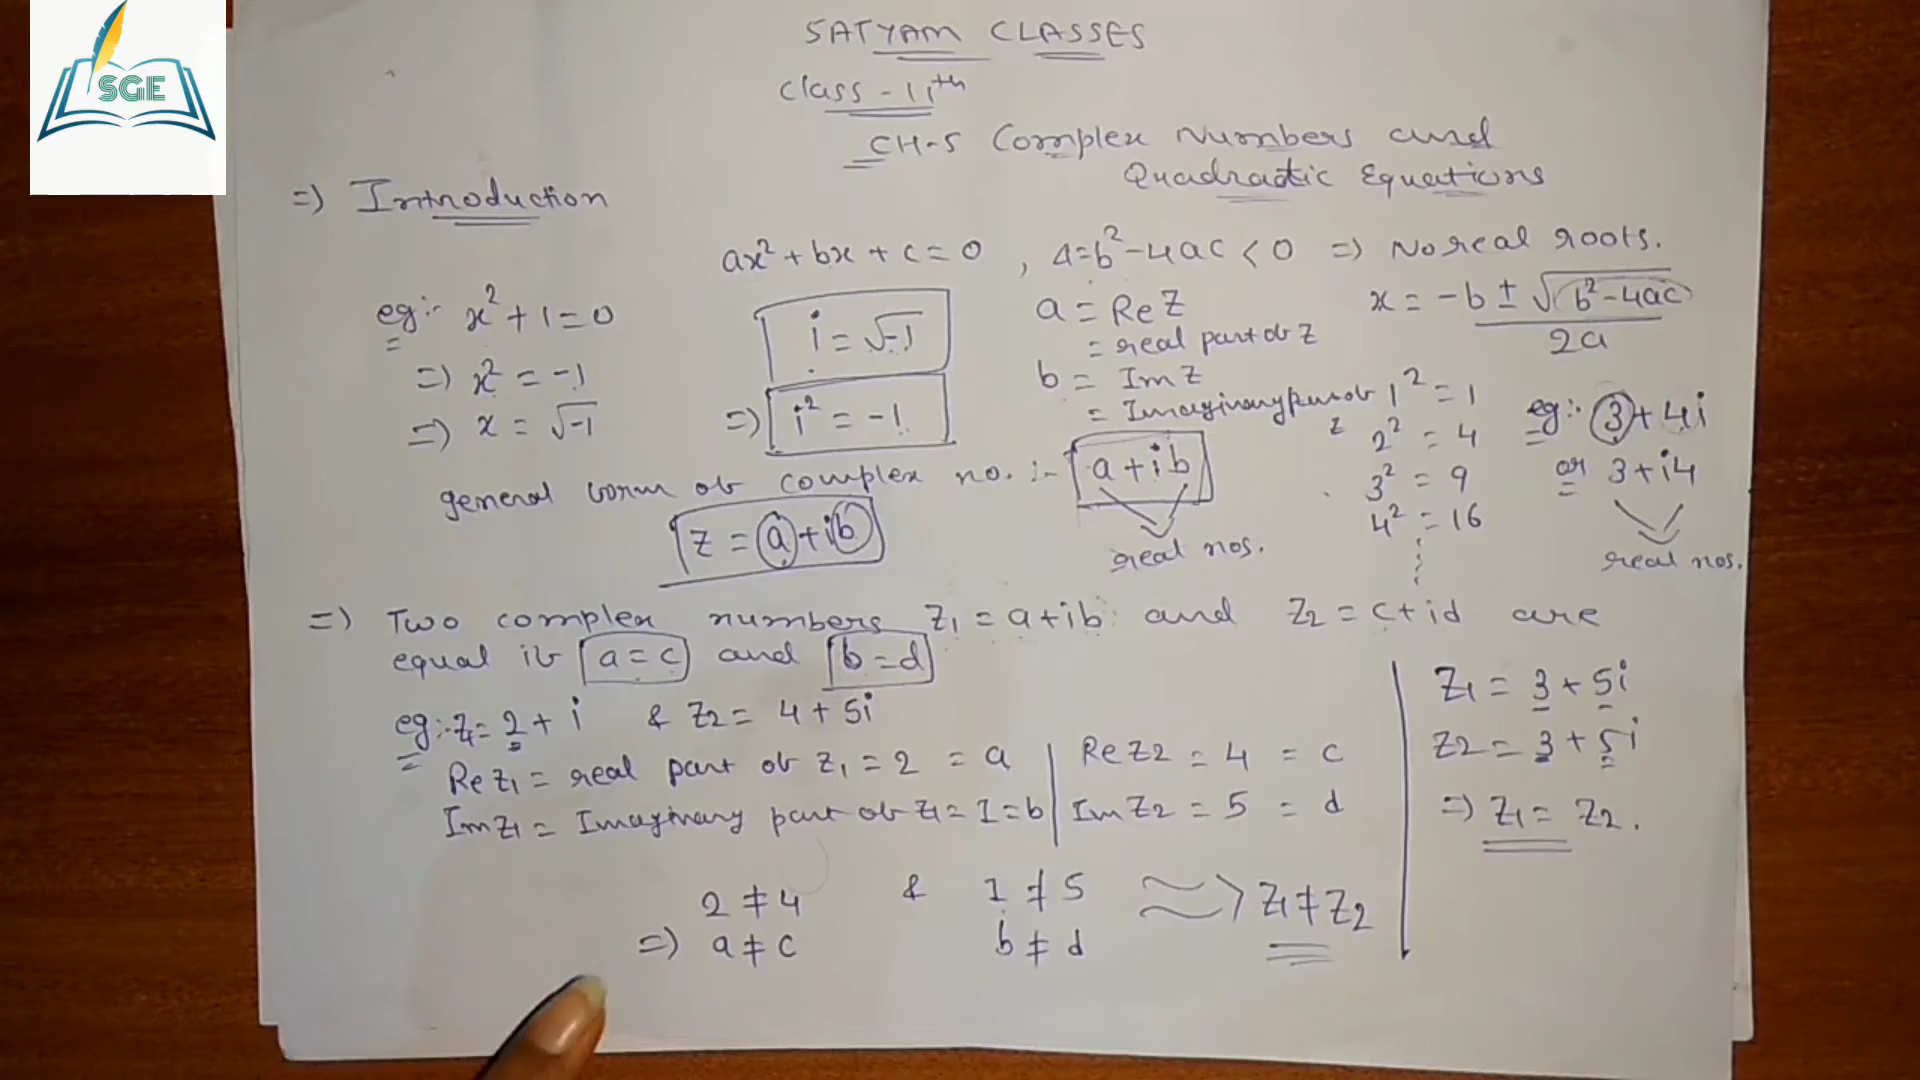 SGE
SATYAM CLASSES
Class - 11th
CH-5 Complex Numbers and
Quadratic Equations
=) Introduction
ax² + bx + c = 0 , Δ=b²-4ac < 0 =) No real roots.
eg:- x² + 1 = 0
=) x² = -1
=) x = √-1
i = √-1
=) i² = -1
a = Re Z
= real part of Z
b = Im Z
= Imaginary part of
Z
x = -b ± √b²-4ac
2a
1² = 1
2² = 4
3² = 9
4² = 16
eg:- 3 + 4i
or 3 + i4
real nos.
general form of complex no. :- a + ib
real nos.
z = a + ib
=) Two complex numbers Z1 = a+ib and Z2 = c+id are
equal if a = c and b = d
eg:- Z1 = 2 + i & Z2 = 4 + 5i
Re Z1 = real part of Z1 = 2 = a
Im Z1 = Imaginary part of Z1 = 1 = b
Re Z2 = 4 = c
Im Z2 = 5 = d
2 ≠ 4 & 1 ≠ 5 => Z1 ≠ Z2
=) a ≠ c b ≠ d
Z1 = 3 + 5i
Z2 = 3 + 5i
=) Z1 = Z2.